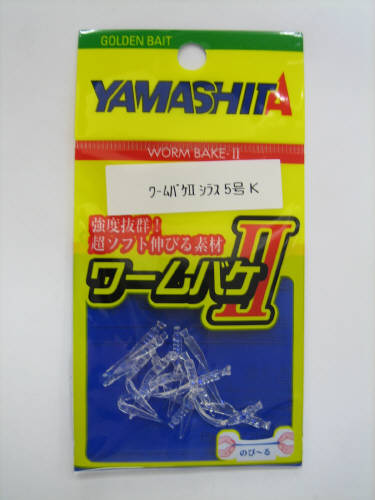 GOLDEN BAIT
YAMASHITA
WORM BAKE-II
ワームバケⅡ シラス 5号 K
強度抜群!
超ソフト伸びる素材
ワームバケⅡ
のび〜る